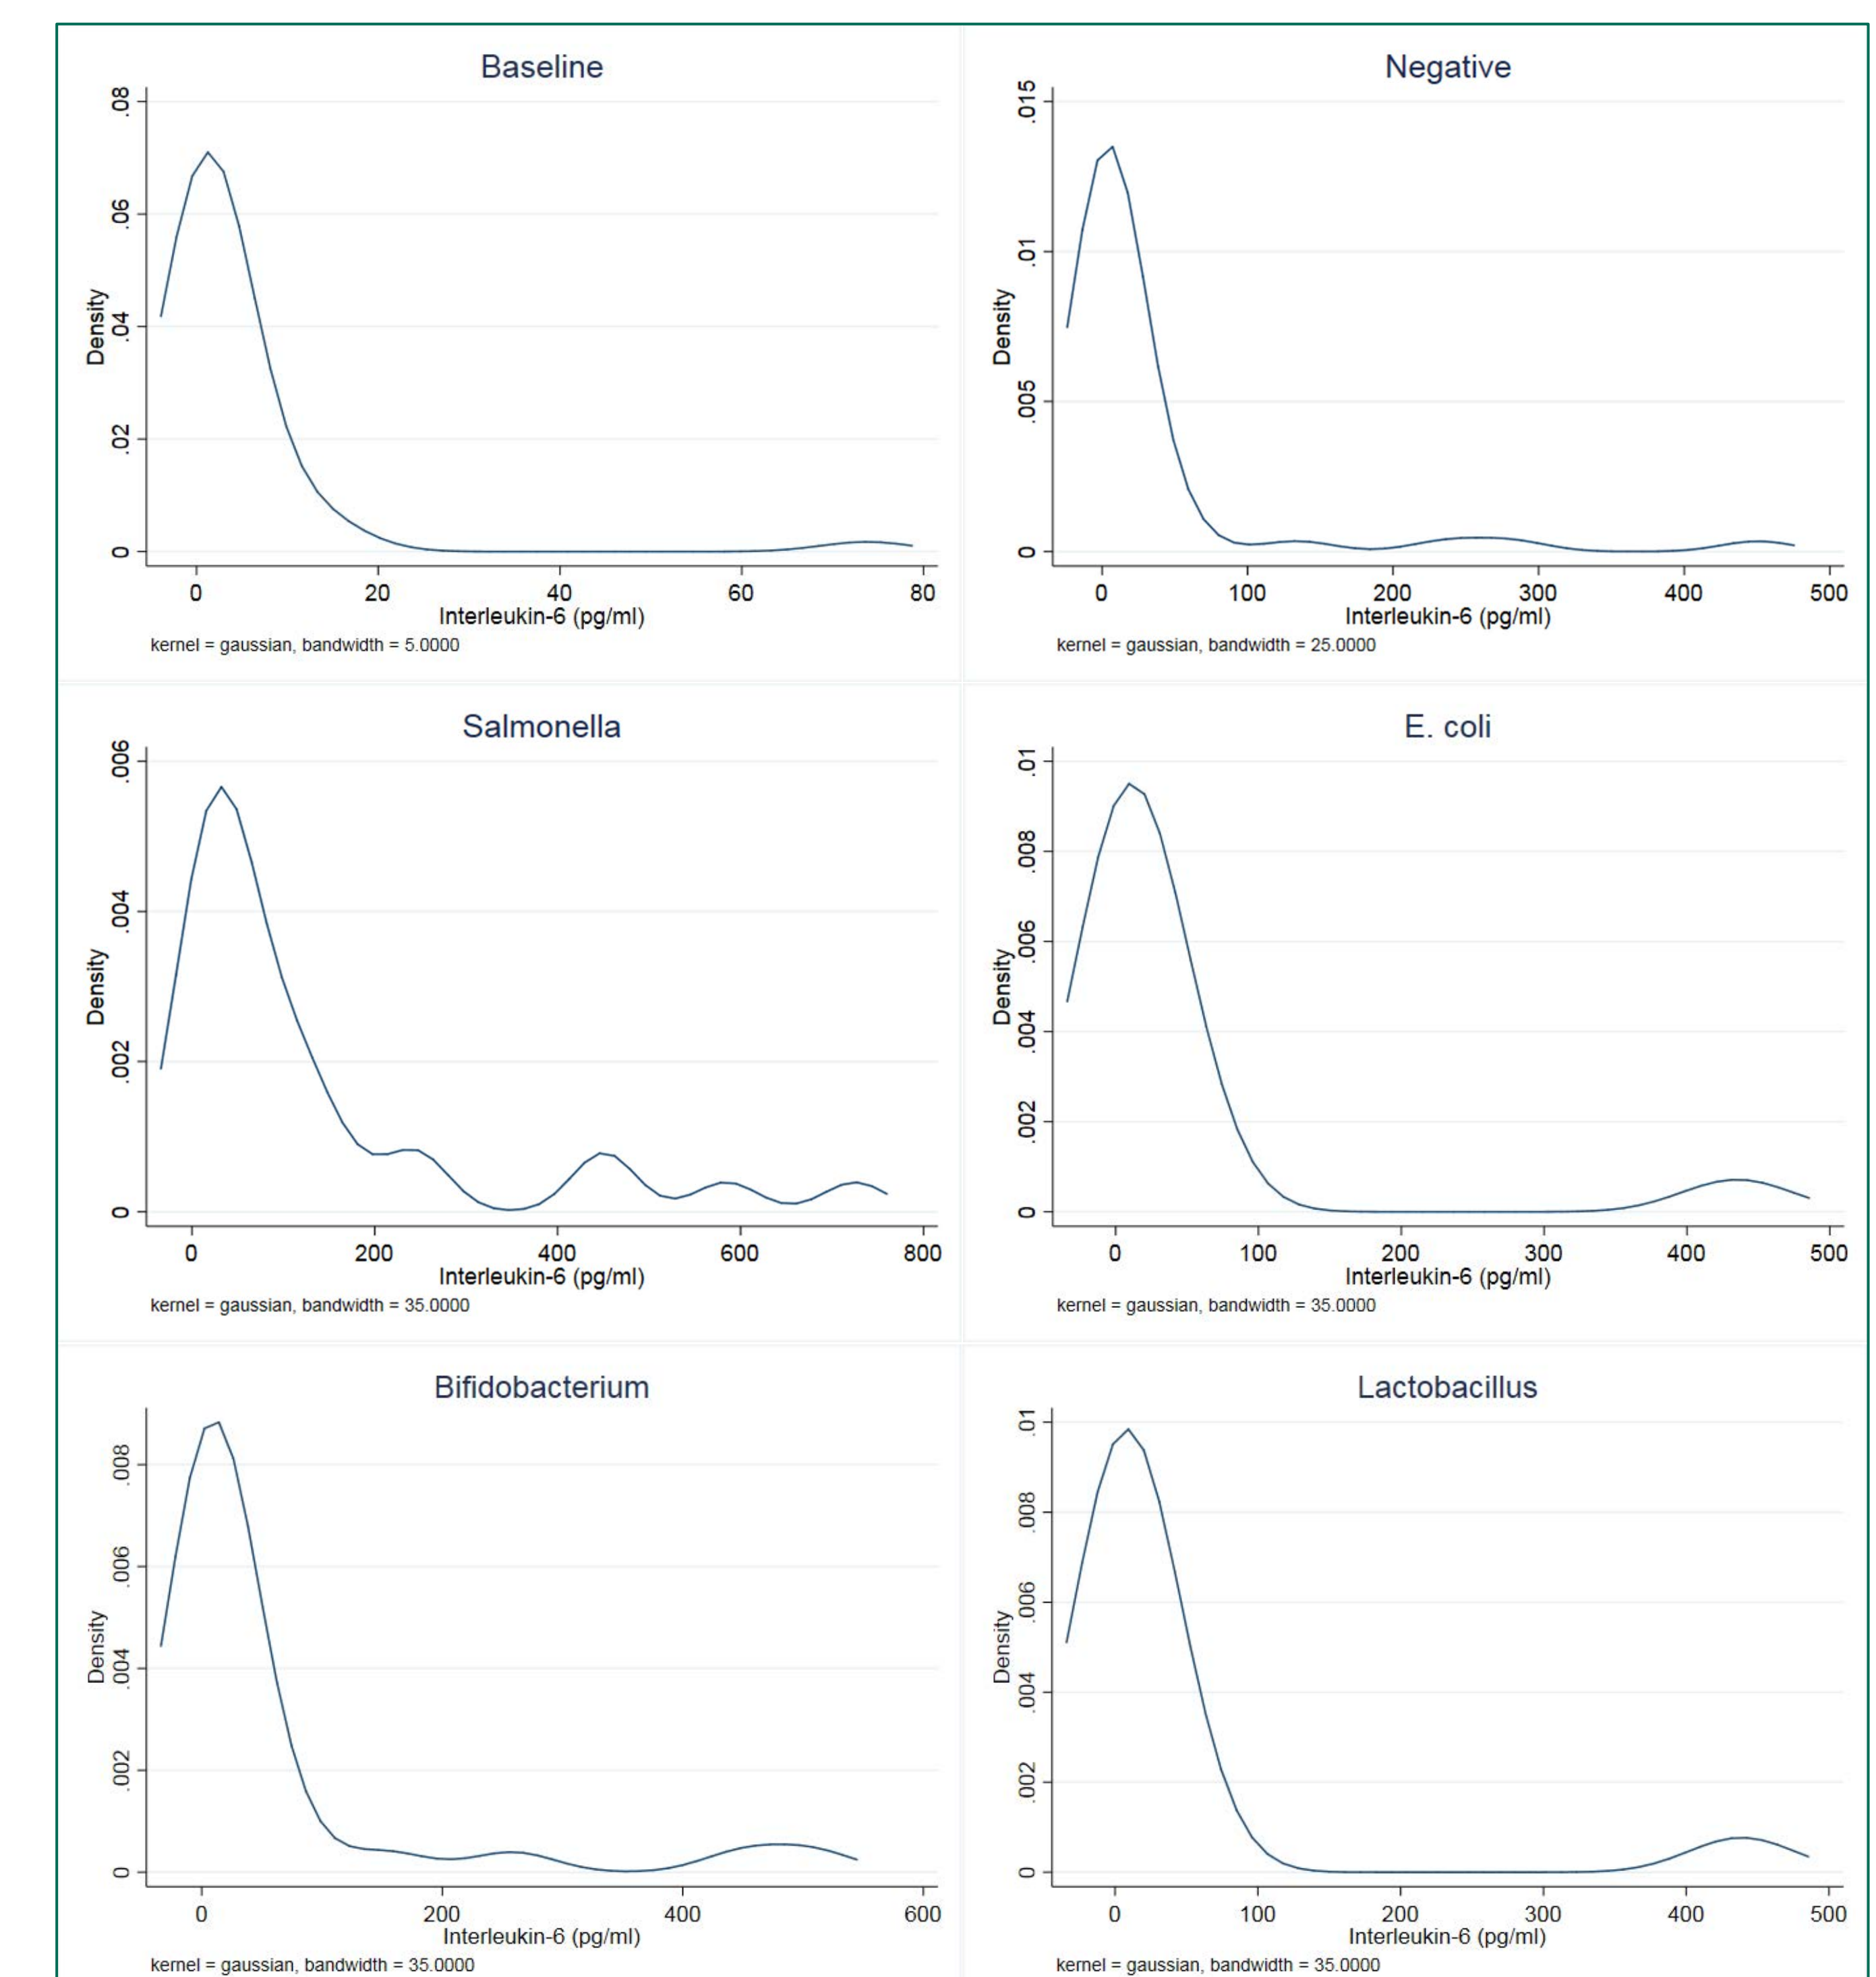 Baseline
.08
.06
.04
.02
0
Density
0 20 40 60 80
Interleukin-6 (pg/ml)
kernel = gaussian, bandwidth = 5.0000
Negative
.015
.01
.005
0
Density
0 100 200 300 400 500
Interleukin-6 (pg/ml)
kernel = gaussian, bandwidth = 25.0000
Salmonella
.006
.004
.002
0
Density
0 200 400 600 800
Interleukin-6 (pg/ml)
kernel = gaussian, bandwidth = 35.0000
E. coli
.01
.008
.006
.004
.002
0
Density
0 100 200 300 400 500
Interleukin-6 (pg/ml)
kernel = gaussian, bandwidth = 35.0000
Bifidobacterium
.008
.006
.004
.002
0
Density
0 200 400 600
Interleukin-6 (pg/ml)
kernel = gaussian, bandwidth = 35.0000
Lactobacillus
.01
.008
.006
.004
.002
0
Density
0 100 200 300 400 500
Interleukin-6 (pg/ml)
kernel = gaussian, bandwidth = 35.0000